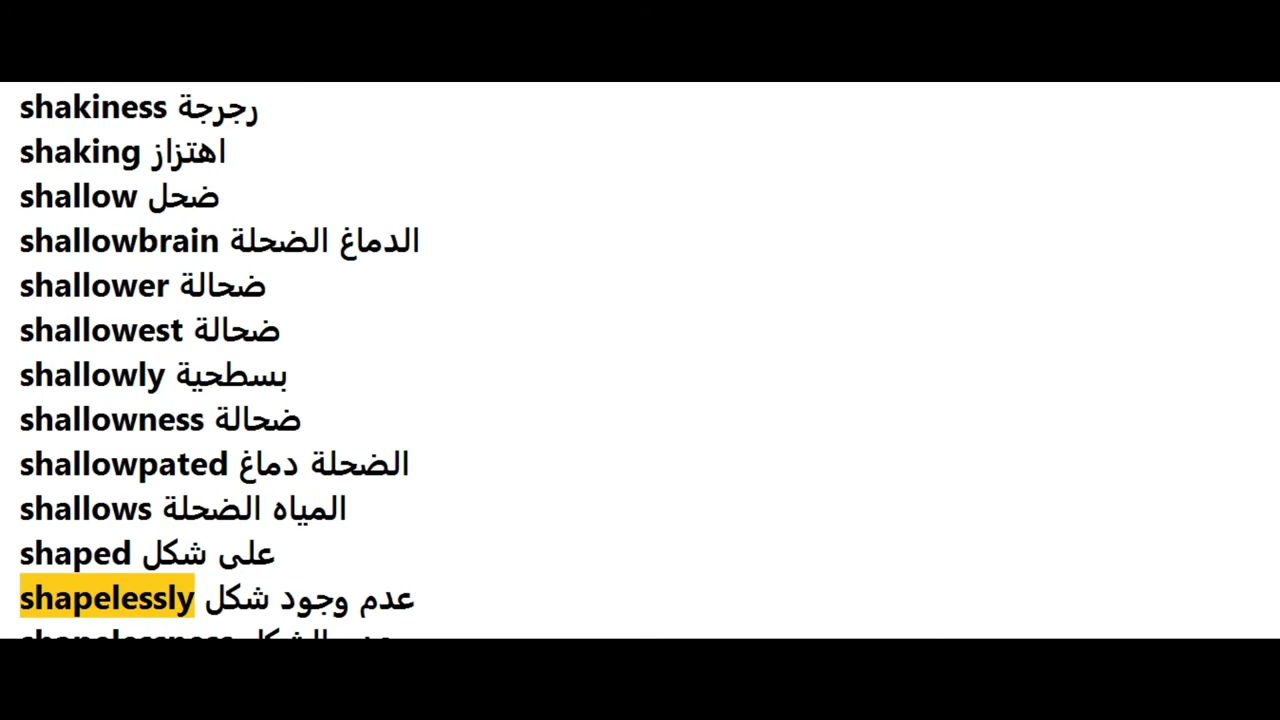 shakiness رجرجة
shaking اهتزاز
shallow ضحل
shallowbrain الدماغ الضحلة
shallower ضحالة
shallowest ضحالة
shallowly بسطحية
shallowness ضحالة
shallowpated الضحلة دماغ
shallows المياه الضحلة
shaped على شكل
shapelessly عدم وجود شكل